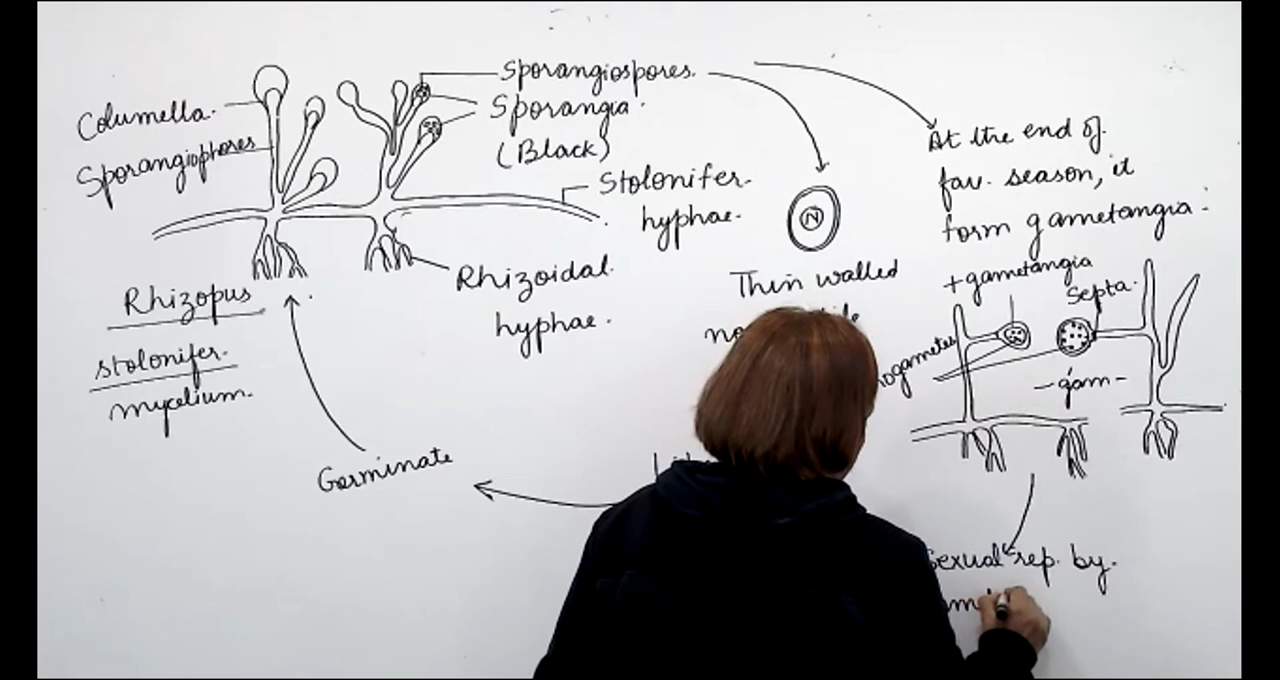 Columella.
Sporangiophores
Sporangiospores.
Sporangia.
(Black)
Stolonifer.
hyphae.
Rhizoidal.
hyphae.
Rhizopus
stolonifer.
mycelium.
Germinate
N
Thin walled
At the end of
fav. season, it
form gametangia.
+gametangia
Septa.
-gam-
Sexual rep. by.